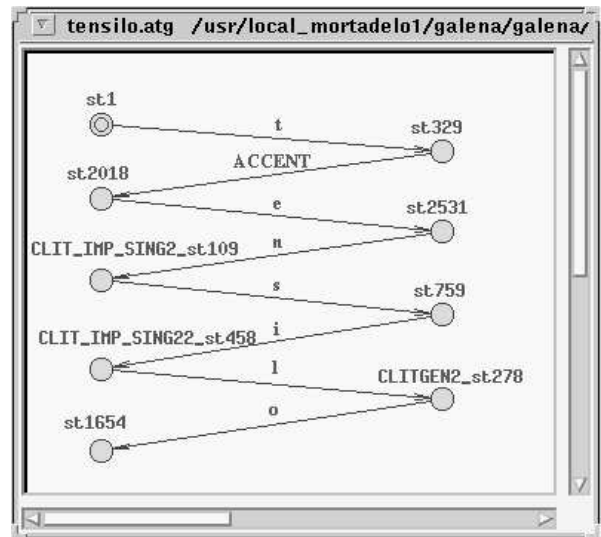 tensilo.atg /usr/local_mortadelo1/galena/galena/
st1
t
st329
ACCENT
st2018
e
st2531
n
CLIT_IMP_SING2_st109
s
st759
i
CLIT_IMP_SING22_st458
l
CLITGEN2_st278
o
st1654